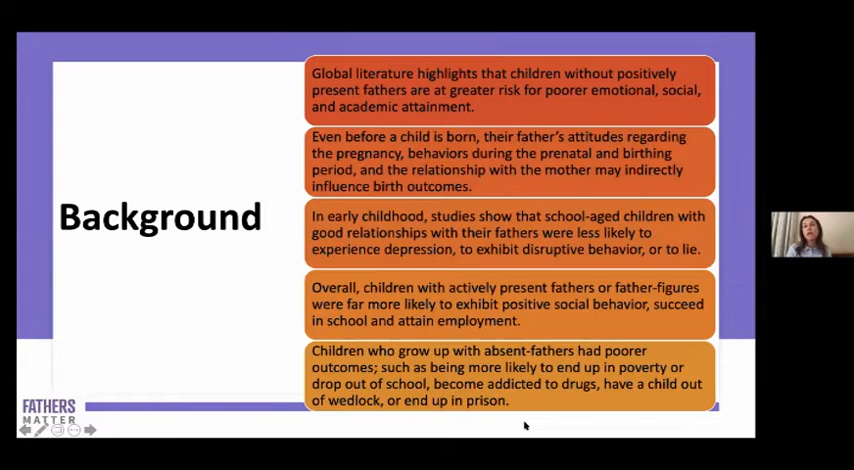 Background
Global literature highlights that children without positively
present fathers are at greater risk for poorer emotional, social,
and academic attainment.
Even before a child is born, their father's attitudes regarding
the pregnancy, behaviors during the prenatal and birthing
period, and the relationship with the mother may indirectly
influence birth outcomes.
In early childhood, studies show that school-aged children with
good relationships with their fathers were less likely to
experience depression, to exhibit disruptive behavior, or to lie.
Overall, children with actively present fathers or father-figures
were far more likely to exhibit positive social behavior, succeed
in school and attain employment.
Children who grow up with absent-fathers had poorer
outcomes; such as being more likely to end up in poverty or
drop out of school, become addicted to drugs, have a child out
of wedlock, or end up in prison.
FATHERS
MATTER